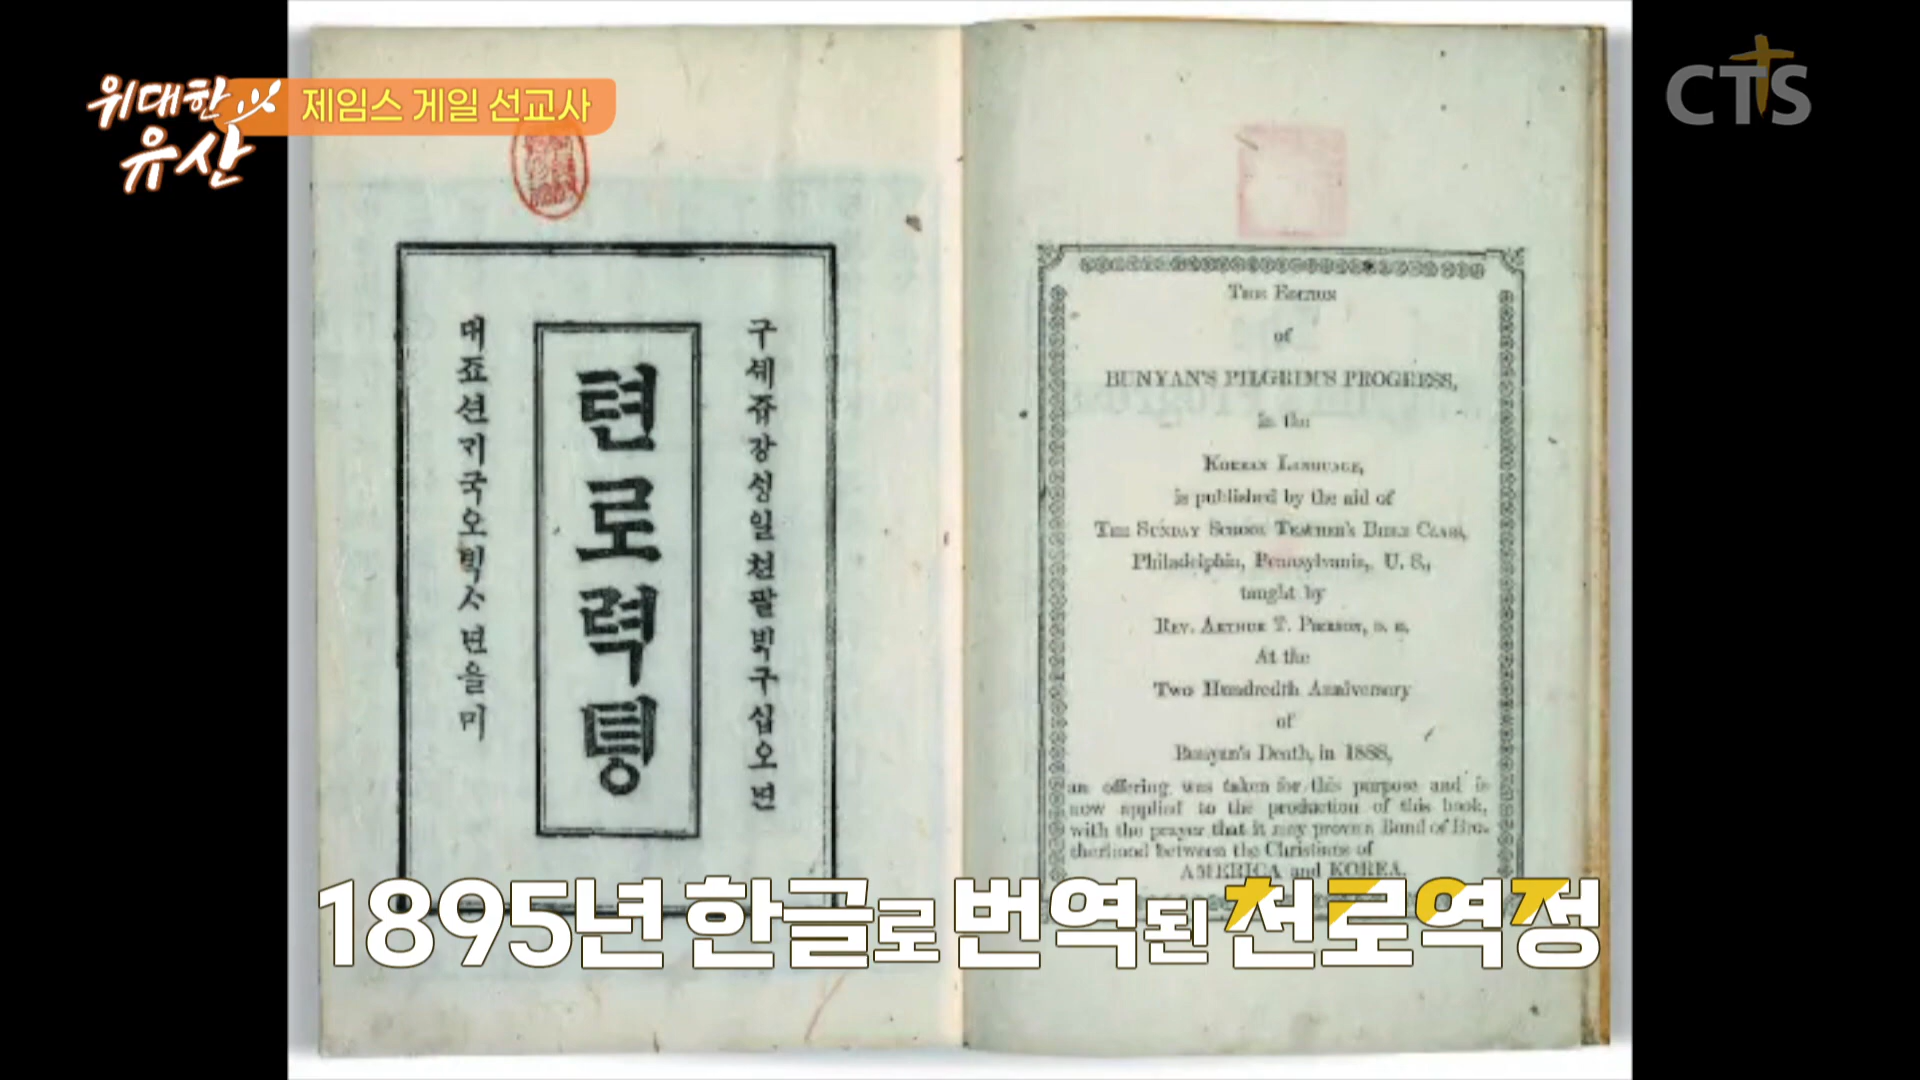 위대한
유산
제임스 게일 선교사
CTS
구세쥬강성일천팔빅구십오년
텬로력뎡
대죠션 국오빅 년을미
THIS EDITION
of
BUNYAN'S PILGRIM'S PROGRESS,
in the
KOREAN LANGUAGE,
is published by the aid of
THE SUNDAY SCHOOL TEACHER'S BIBLE CLASS,
Philadelphia, Pennsylvania, U. S.,
taught by
REV. ARTHUR T. PIERSON, D. D.
At the
Two Hundredth Anniversary
of
Bunyan's Death, in 1888,
an offering was taken for this purpose and is
now applied to the production of this book,
with the prayer that it may prove a Bond of Bro-
therhood between the Christians of
AMERICA and KOREA.
1895년 한글로 번역된 천로역정